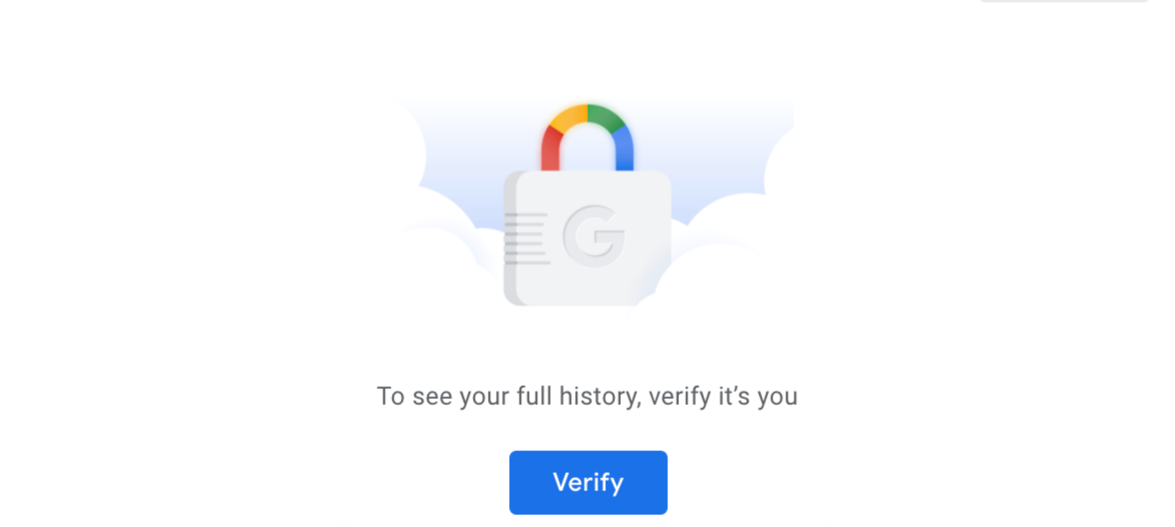 G
To see your full history, verify it’s you
Verify